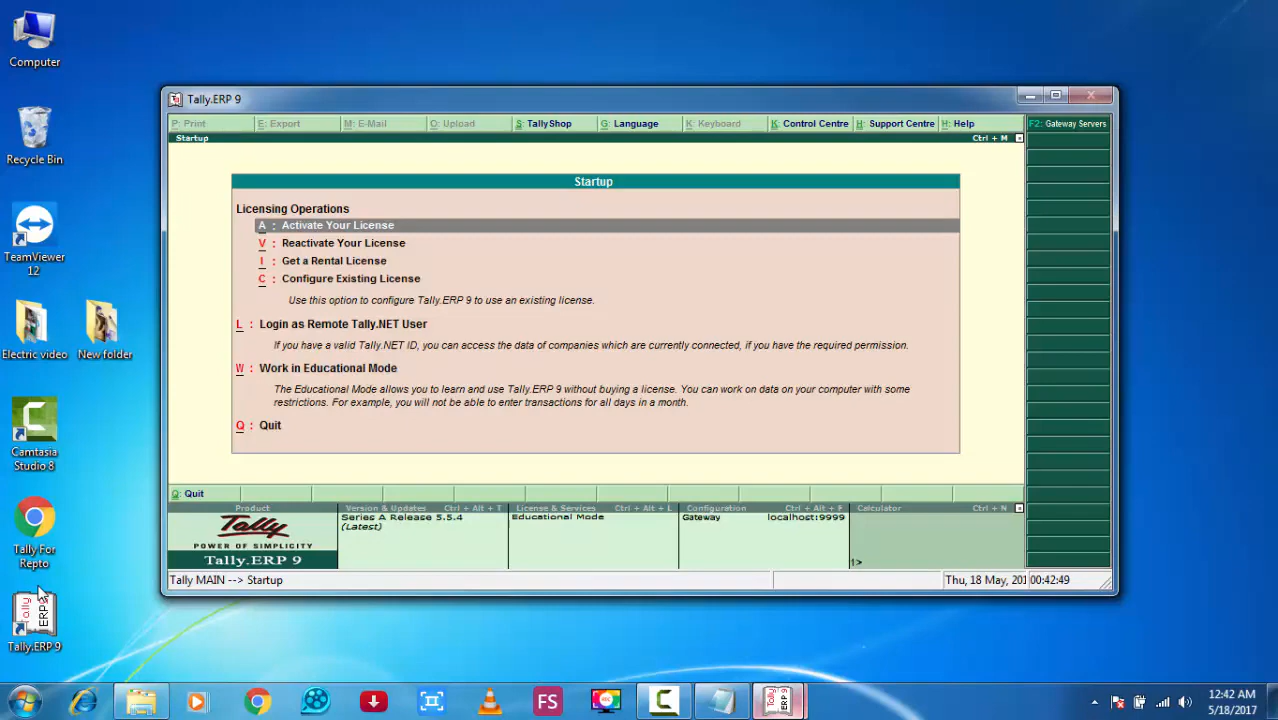 Computer
Recycle Bin
TeamViewer
12
Electric video
New folder
Camtasia
Studio 8
Tally For
Repto
Tally
ERP 9
Tally.ERP 9
Tally.ERP 9
P: Print
E: Export
M: E-Mail
O: Upload
S: TallyShop
G: Language
K: Keyboard
K: Control Centre
H: Support Centre
H: Help
F2: Gateway Servers
Startup
Ctrl + M
Startup
Licensing Operations
A : Activate Your License
V : Reactivate Your License
I : Get a Rental License
C : Configure Existing License
Use this option to configure Tally.ERP 9 to use an existing license.
L : Login as Remote Tally.NET User
If you have a valid Tally.NET ID, you can access the data of companies which are currently connected, if you have the required permission.
W : Work in Educational Mode
The Educational Mode allows you to learn and use Tally.ERP 9 without buying a license. You can work on data on your computer with some
restrictions. For example, you will not be able to enter transactions for all days in a month.
Q : Quit
Q: Quit
Product
Version & Updates Ctrl + Alt + T
License & Services Ctrl + Alt + L
Configuration Ctrl + Alt + F
Calculator Ctrl + N
Tally
POWER OF SIMPLICITY
Tally.ERP 9
Series A Release 5.5.4
(Latest)
Educational Mode
Gateway localhost:9999
1>
Tally MAIN --> Startup
Thu, 18 May, 201
00:42:49
FS
REC
12:42 AM
5/18/2017